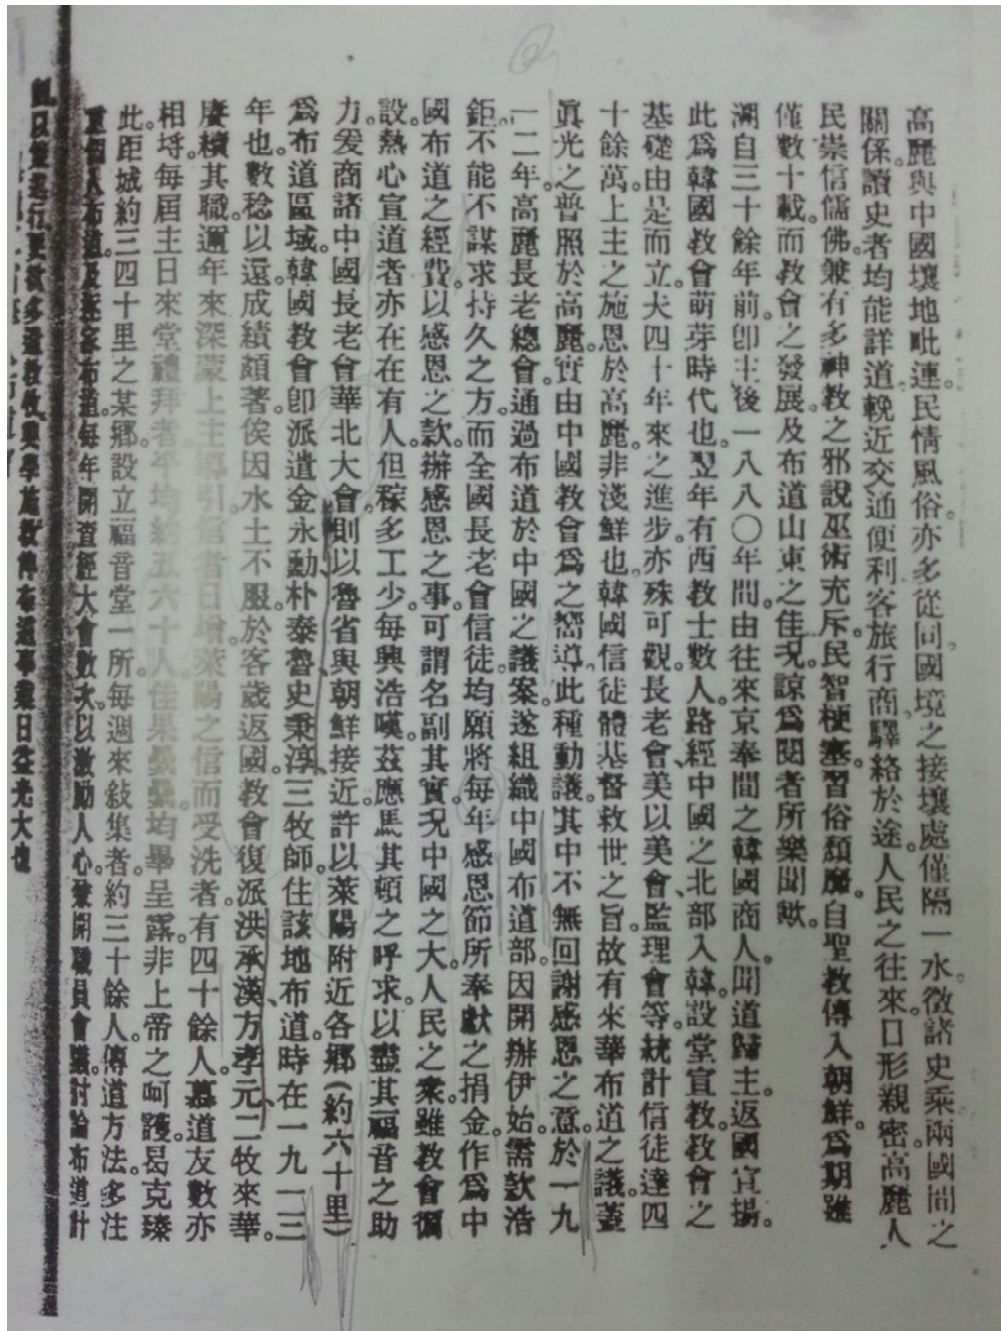 高麗與中國壤地毗連。民情風俗亦多從同。國境之接壤處僅隔一水。徵諸史乘兩國間之
關係。讀史者均能詳道。輓近交通便利客旅行商。驛絡於途。人民之往來。日形親密。高麗人
民崇信儒佛。兼有多神教之邪說巫術充斥。民智梗塞。習俗頹靡。自聖教傳入朝鮮。爲期雖
僅數十載。而教會之發展。及布道山東之佳況。諒爲閱者所樂聞歟。
溯自三十餘年前。卽主後一八八〇年間。由往來京奉間之韓國商人。聞道歸主。返國宣揚。
此爲韓國教會萌芽時代也。翌年有西教士數人。路經中國之北部入韓。設堂宣教。教會之
基礎由是而立。夫四十年來之進步。亦殊可觀。長老會、美以美會、監理會等。統計信徒達四
十餘萬。上主之施恩於高麗。非淺鮮也。韓國信徒體基督救世之旨。故有來華布道之議。蓋
眞光之普照於高麗。實由中國教會爲之嚮導。此種動議。其中不無回謝感恩之意。於一九
一二年。高麗長老總會。通過布道於中國之議案。遂組織中國布道部。因開辦伊始。需款浩
鉅。不能不謀求持久之方。而全國長老會信徒。均願將每年感恩節所奉獻之捐金。作爲中
國布道之經費。以感恩之款。辦感恩之事。可謂名副其實。況中國之大。人民之衆。雖教會徧
設。熱心宣道者亦在在有人。但稼多工少。每興浩嘆。茲應馬其頓之呼求。以盡其福音之助
力。爰商諸中國長老會華北大會。則以魯省與朝鮮接近。許以萊陽附近各鄉（約六十里）
爲布道區域。韓國教會卽派遣金永勳、朴泰魯、史秉淳、三牧師。住該地布道。時在一九一三
年也。數稔以還。成績頗著。俟因水土不服。於客歲返國。教會復派洪承漢、方孝元二牧來華。
賡續其職。邇年來深蒙上主導引。信者日增。萊陽之信而受洗者。有四十餘人。慕道友數亦
相埒。每屆主日來堂禮拜者。平均約五六十人。佳果曇曇。均畢呈露。非上帝之呵護。曷克臻
此。距城約三四十里之某鄉。設立福音堂一所。每週來敍集者。約三十餘人。傳道方法。多注
重個人布道。及逐家布道。每年開查經大會數次。以激勵人心。兼開職員會議。討論布道計
劃。以策進行。更徵多道教牧興學施教俾布道事業日益光大也